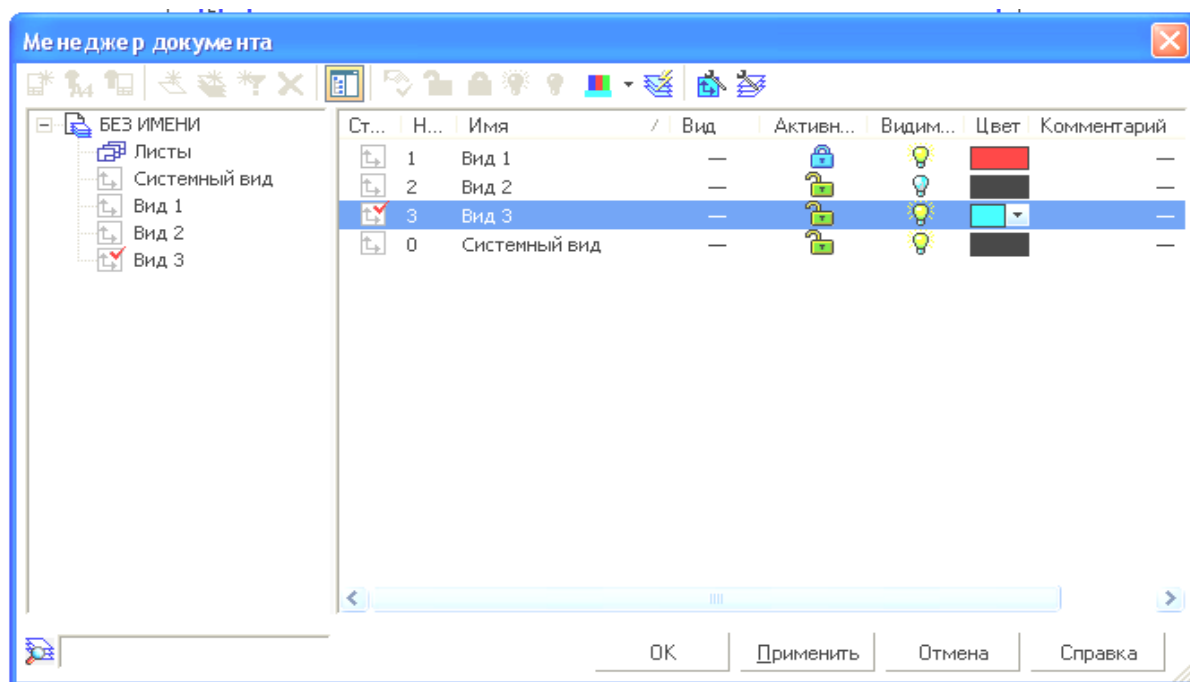 Менеджер документа
БЕЗ ИМЕНИ
Листы
Системный вид
Вид 1
Вид 2
Вид 3
Ст... Н... Имя / Вид Активн... Видим... Цвет Комментарий
1 Вид 1 — —
2 Вид 2 — —
3 Вид 3 — —
0 Системный вид — —
ОК Применить Отмена Справка